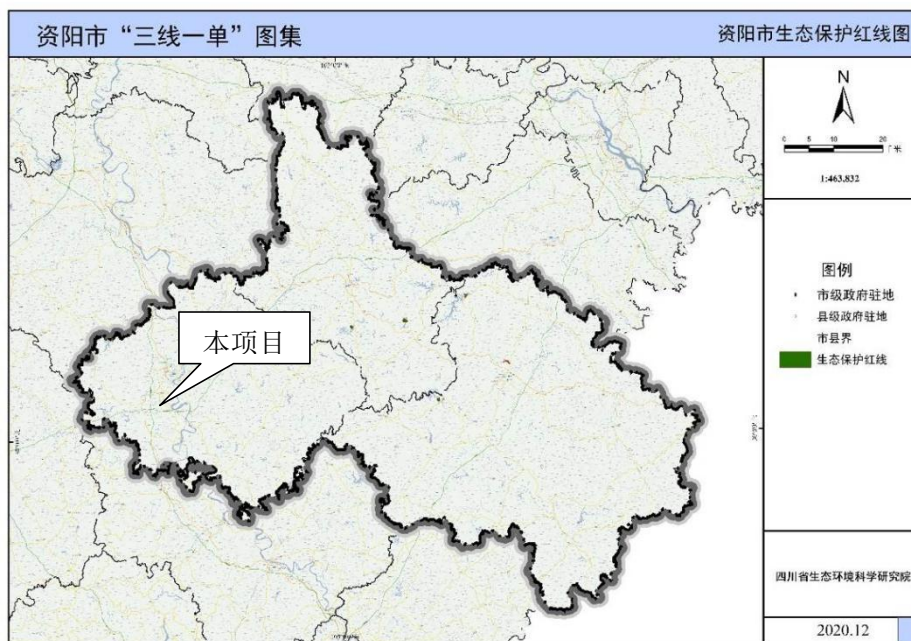 资阳市“三线一单”图集
资阳市生态保护红线图
N
0 5 10 20
千米
1:463,832
图例
市级政府驻地
县级政府驻地
市县界
生态保护红线
本项目
四川省生态环境科学研究院
2020.12